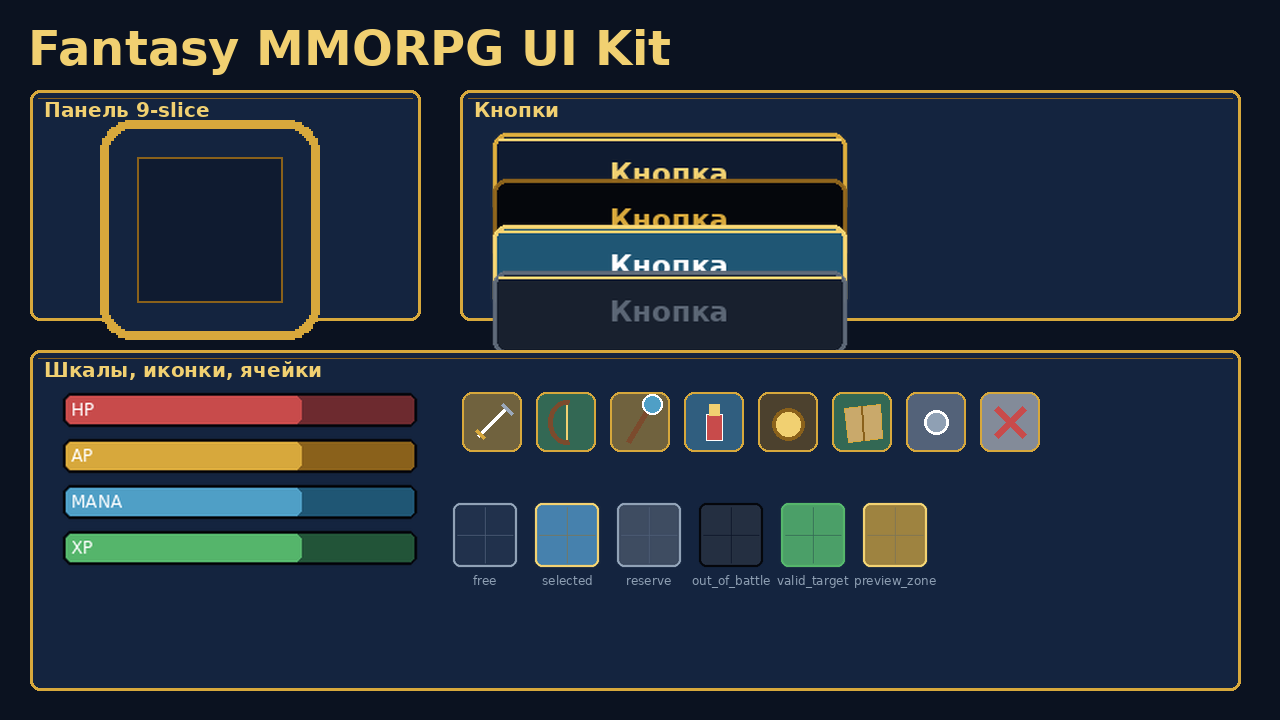 Fantasy MMORPG UI Kit
Панель 9-slice
Кнопки
Кнопка
Кнопка
Кнопка
Кнопка
Шкалы, иконки, ячейки
HP
AP
MANA
XP
free selected reserve out_of_battle valid_target preview_zone